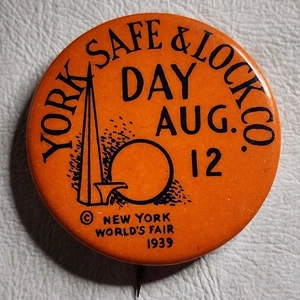 YORK SAFE & LOCK CO.
DAY
AUG.
12
© NEW YORK
WORLD'S FAIR
1939